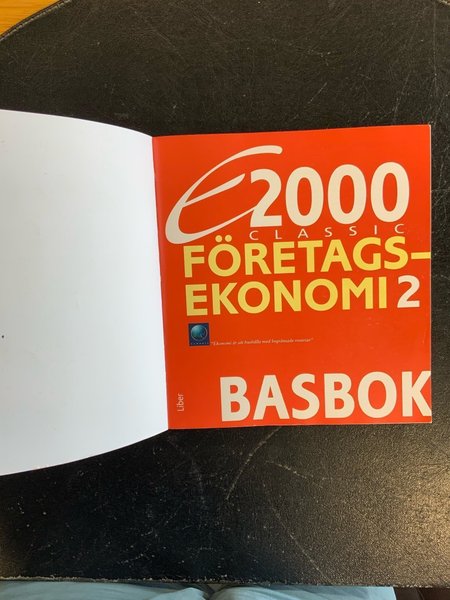 E2000
CLASSIC
FÖRETAGS-
EKONOMI 2
"Ekonomi är att hushålla med begränsade resurser"
BASBOK
Liber